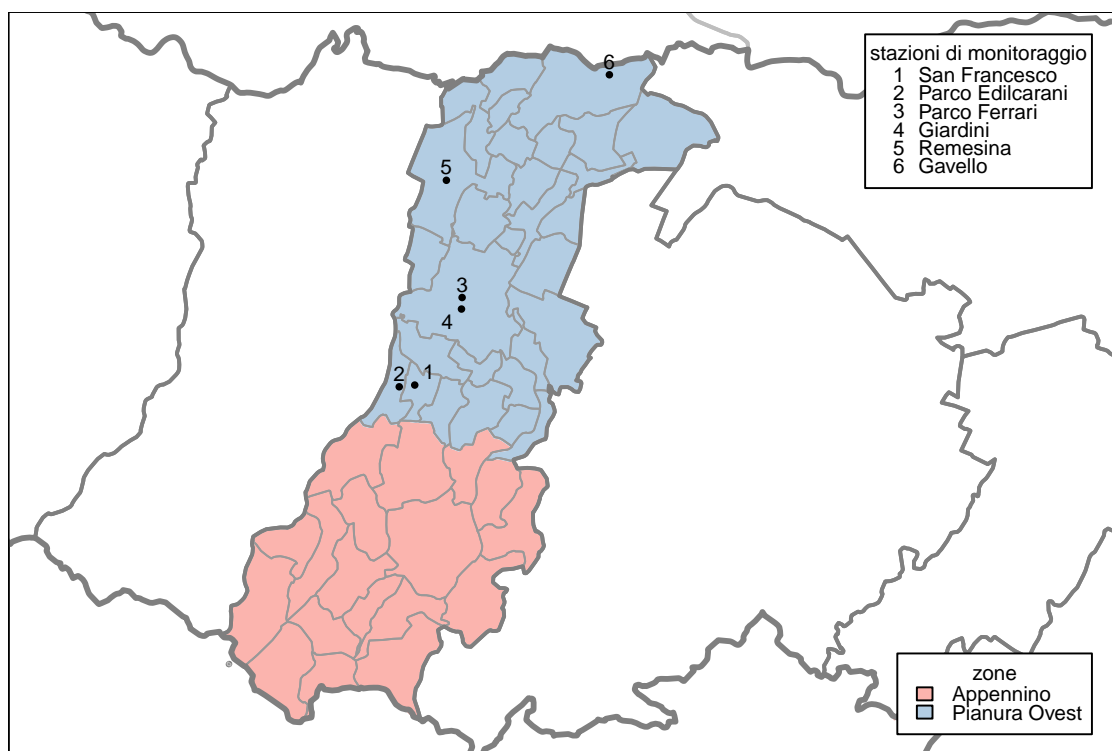 6
stazioni di monitoraggio
1 San Francesco
2 Parco Edilcarani
3 Parco Ferrari
4 Giardini
5 Remesina
6 Gavello
5
3
4
2 1
zone
Appennino
Pianura Ovest